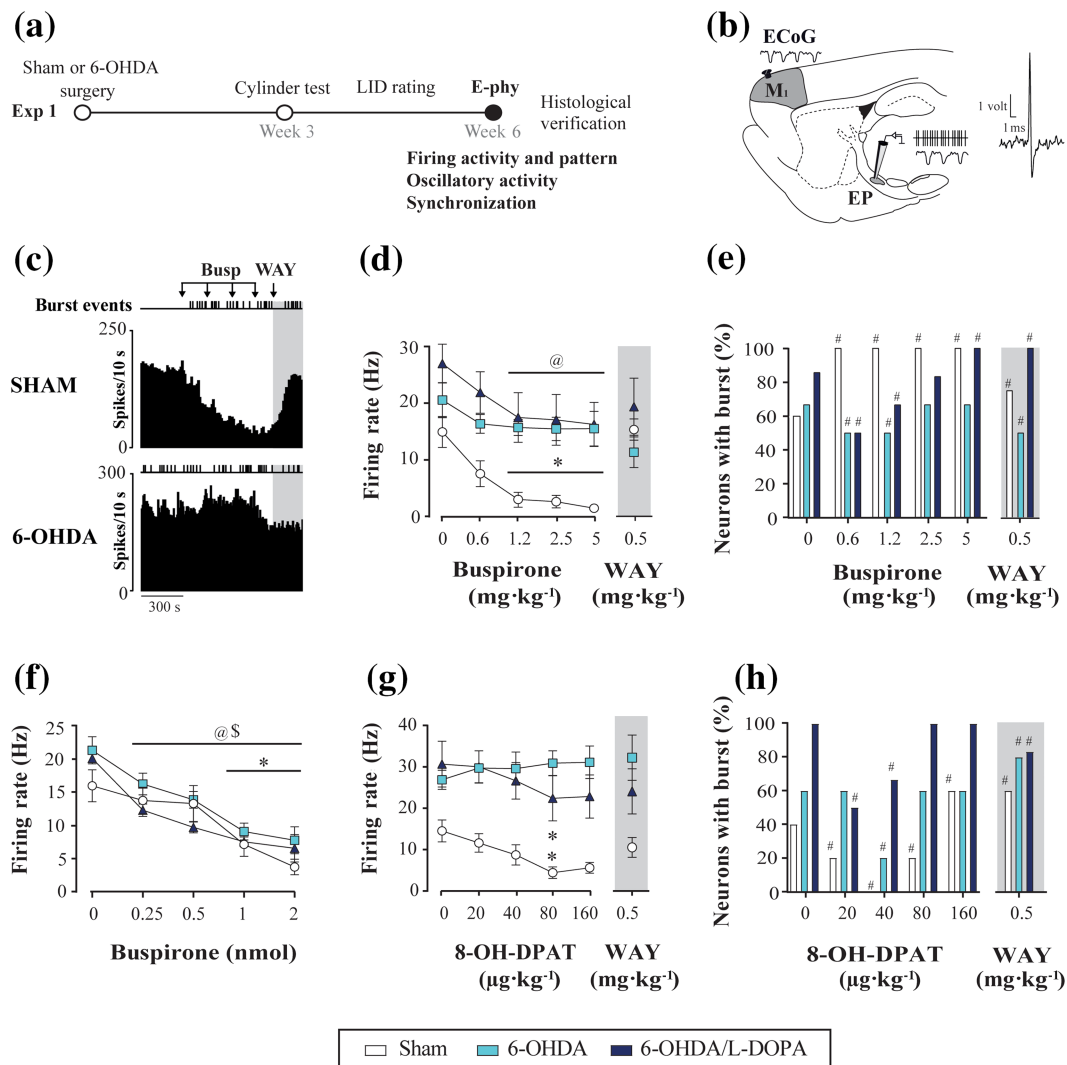 (a)
Sham or 6-OHDA
surgery
Cylinder test
LID rating
E-phy
Exp 1
Histological
verification
Week 3
Week 6
Firing activity and pattern
Oscillatory activity
Synchronization
(b)
ECoG
M1
EP
1 volt
1ms
(c)
Busp
WAY
Burst events
250
SHAM
Spikes/10 s
0
300
6-OHDA
Spikes/10 s
0
300 s
(d)
30
20
10
0
Firing rate (Hz)
@
*
0 0.6 1.2 2.5 5
0.5
Buspirone
(mg·kg-1)
WAY
(mg·kg-1)
(e)
100
80
60
40
20
0
Neurons with burst (%)
# # # # # # # # # # # #
0 0.6 1.2 2.5 5
0.5
Buspirone
(mg·kg-1)
WAY
(mg·kg-1)
(f)
25
20
15
10
5
0
Firing rate (Hz)
@ $
*
0 0.25 0.5 1 2
Buspirone (nmol)
(g)
40
30
20
10
0
Firing rate (Hz)
*
*
0 20 40 80 160
0.5
8-OH-DPAT
(µg·kg-1)
WAY
(mg·kg-1)
(h)
100
80
60
40
20
0
Neurons with burst (%)
# # # # # # # # # #
0 20 40 80 160
0.5
8-OH-DPAT
(µg·kg-1)
WAY
(mg·kg-1)
Sham 6-OHDA 6-OHDA/L-DOPA